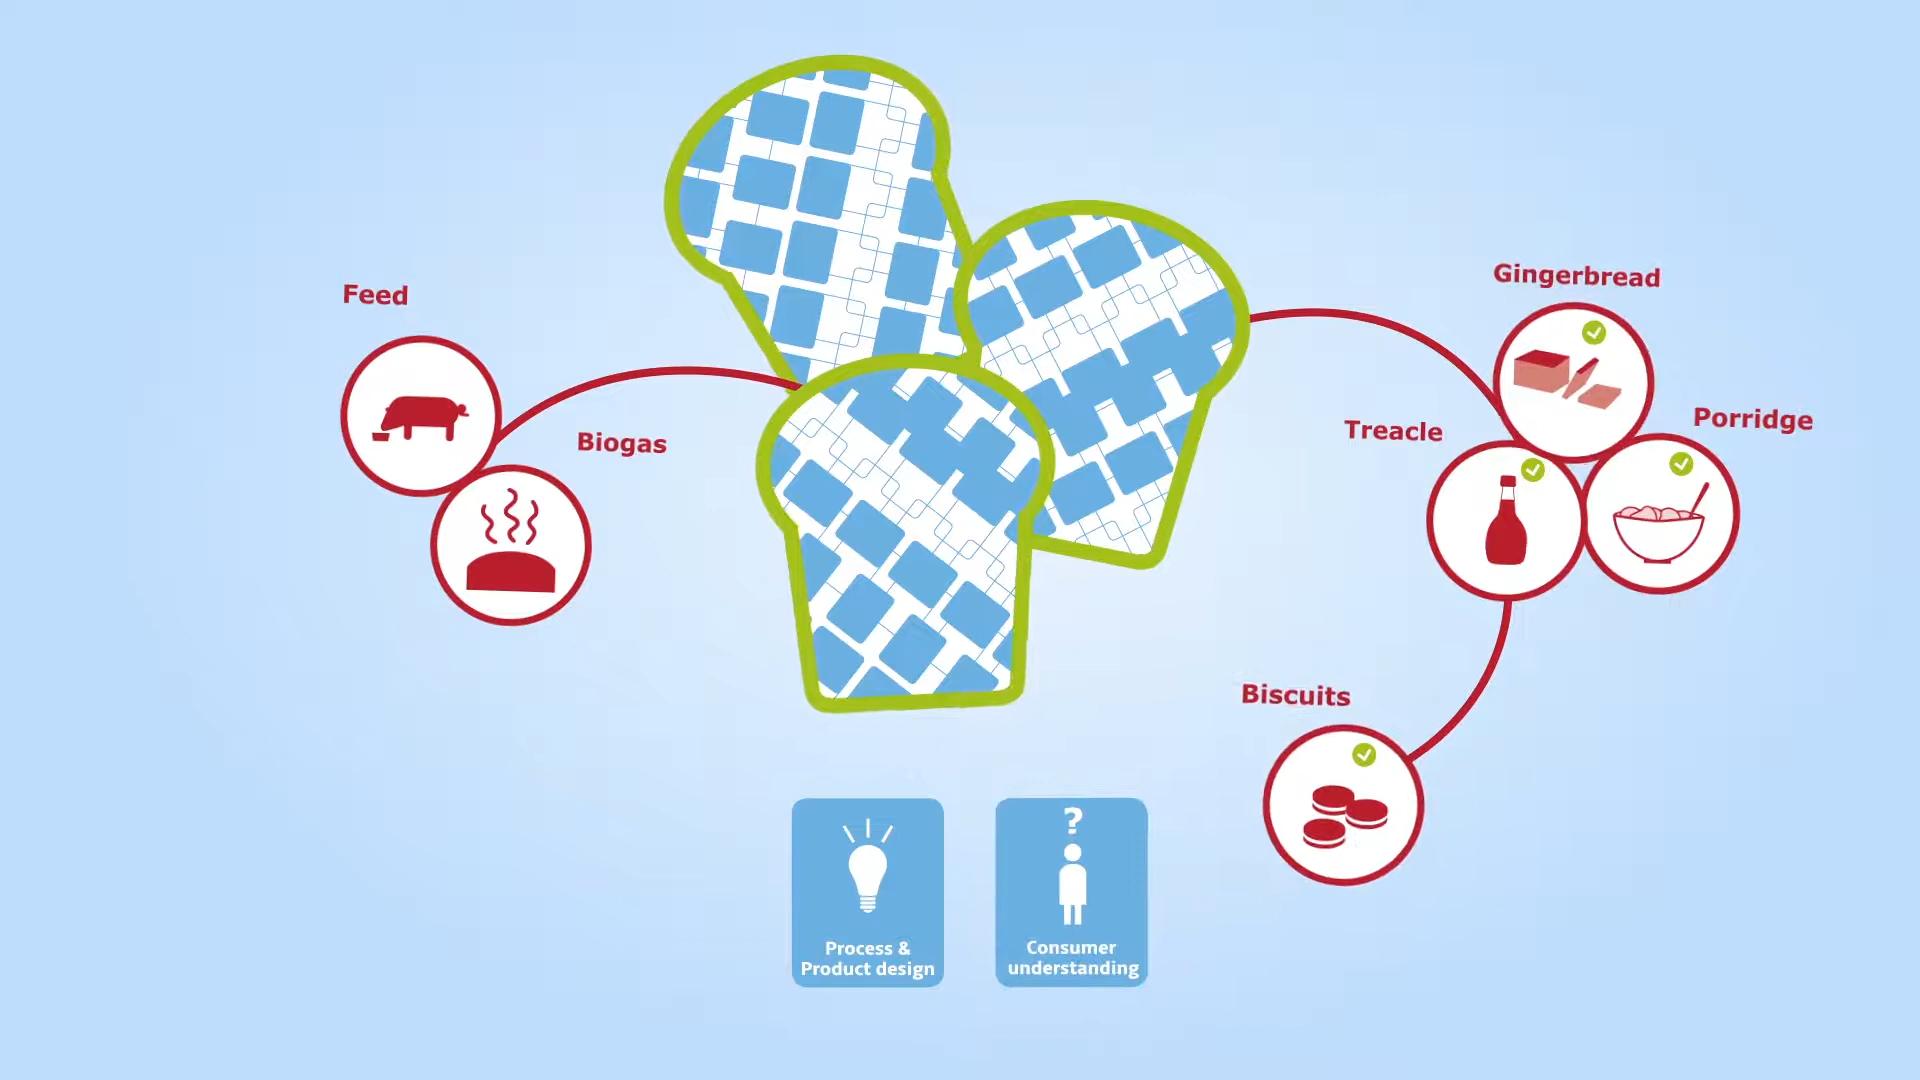 Gingerbread
Feed
Porridge
Treacle
Biogas
Biscuits
?
Process &
Product design
Consumer
understanding